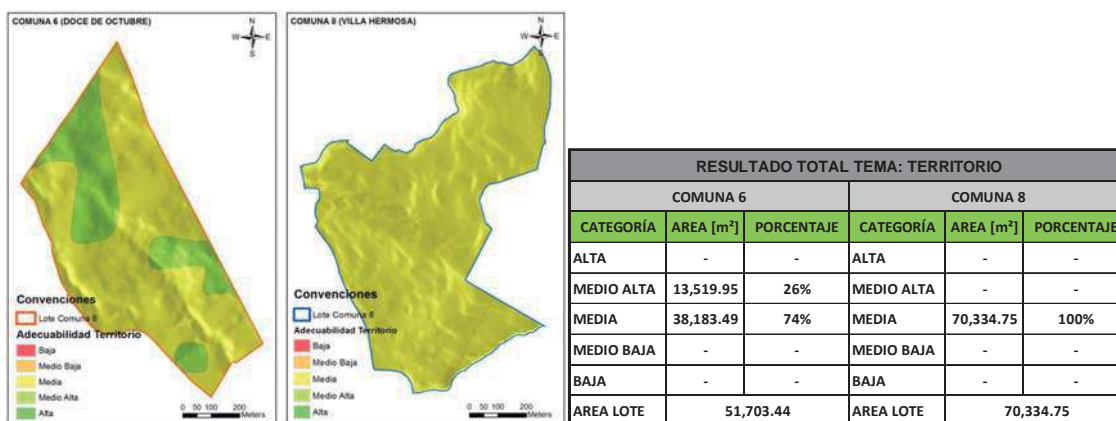 COMUNA 6 (DOCE DE OCTUBRE)
N
W E
S
Convenciones
Lote Comuna 8
Adecuabilidad Territorio
Baja
Medio Baja
Media
Medio Alta
Alta
0 50 100 200
Meters
COMUNA 8 (VILLA HERMOSA)
N
W E
S
Convenciones
Lote Comuna 8
Adecuabilidad Territorio
Baja
Medio Baja
Media
Medio Alta
Alta
0 50 100 200
Meters
RESULTADO TOTAL TEMA: TERRITORIO
COMUNA 6 COMUNA 8
CATEGORÍA AREA [m²] PORCENTAJE CATEGORÍA AREA [m²] PORCENTAJE
ALTA - - ALTA - -
MEDIO ALTA 13,519.95 26% MEDIO ALTA - -
MEDIA 38,183.49 74% MEDIA 70,334.75 100%
MEDIO BAJA - - MEDIO BAJA - -
BAJA - - BAJA - -
AREA LOTE 51,703.44 AREA LOTE 70,334.75